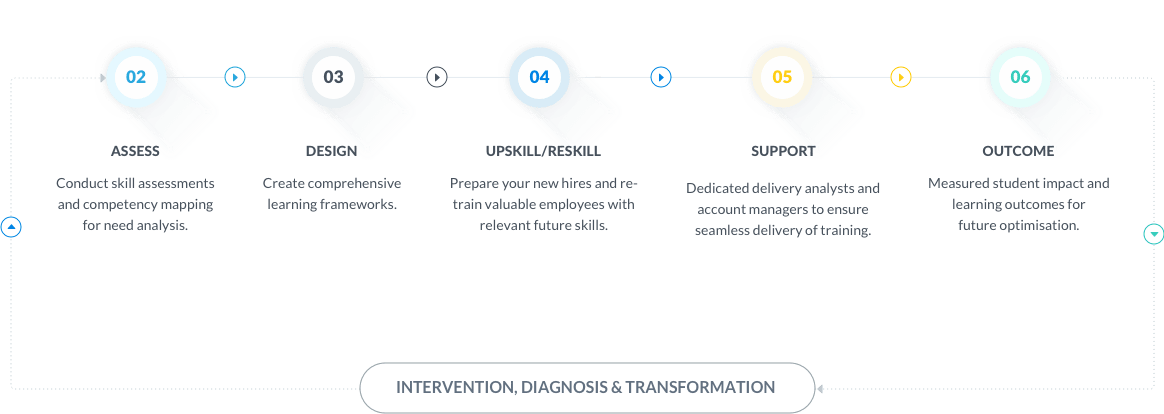 02
03
04
05
06
ASSESS
Conduct skill assessments
and competency mapping
for need analysis.
DESIGN
Create comprehensive
learning frameworks.
UPSKILL/RESKILL
Prepare your new hires and re-
train valuable employees with
relevant future skills.
SUPPORT
Dedicated delivery analysts and
account managers to ensure
seamless delivery of training.
OUTCOME
Measured student impact and
learning outcomes for
future optimisation.
INTERVENTION, DIAGNOSIS & TRANSFORMATION